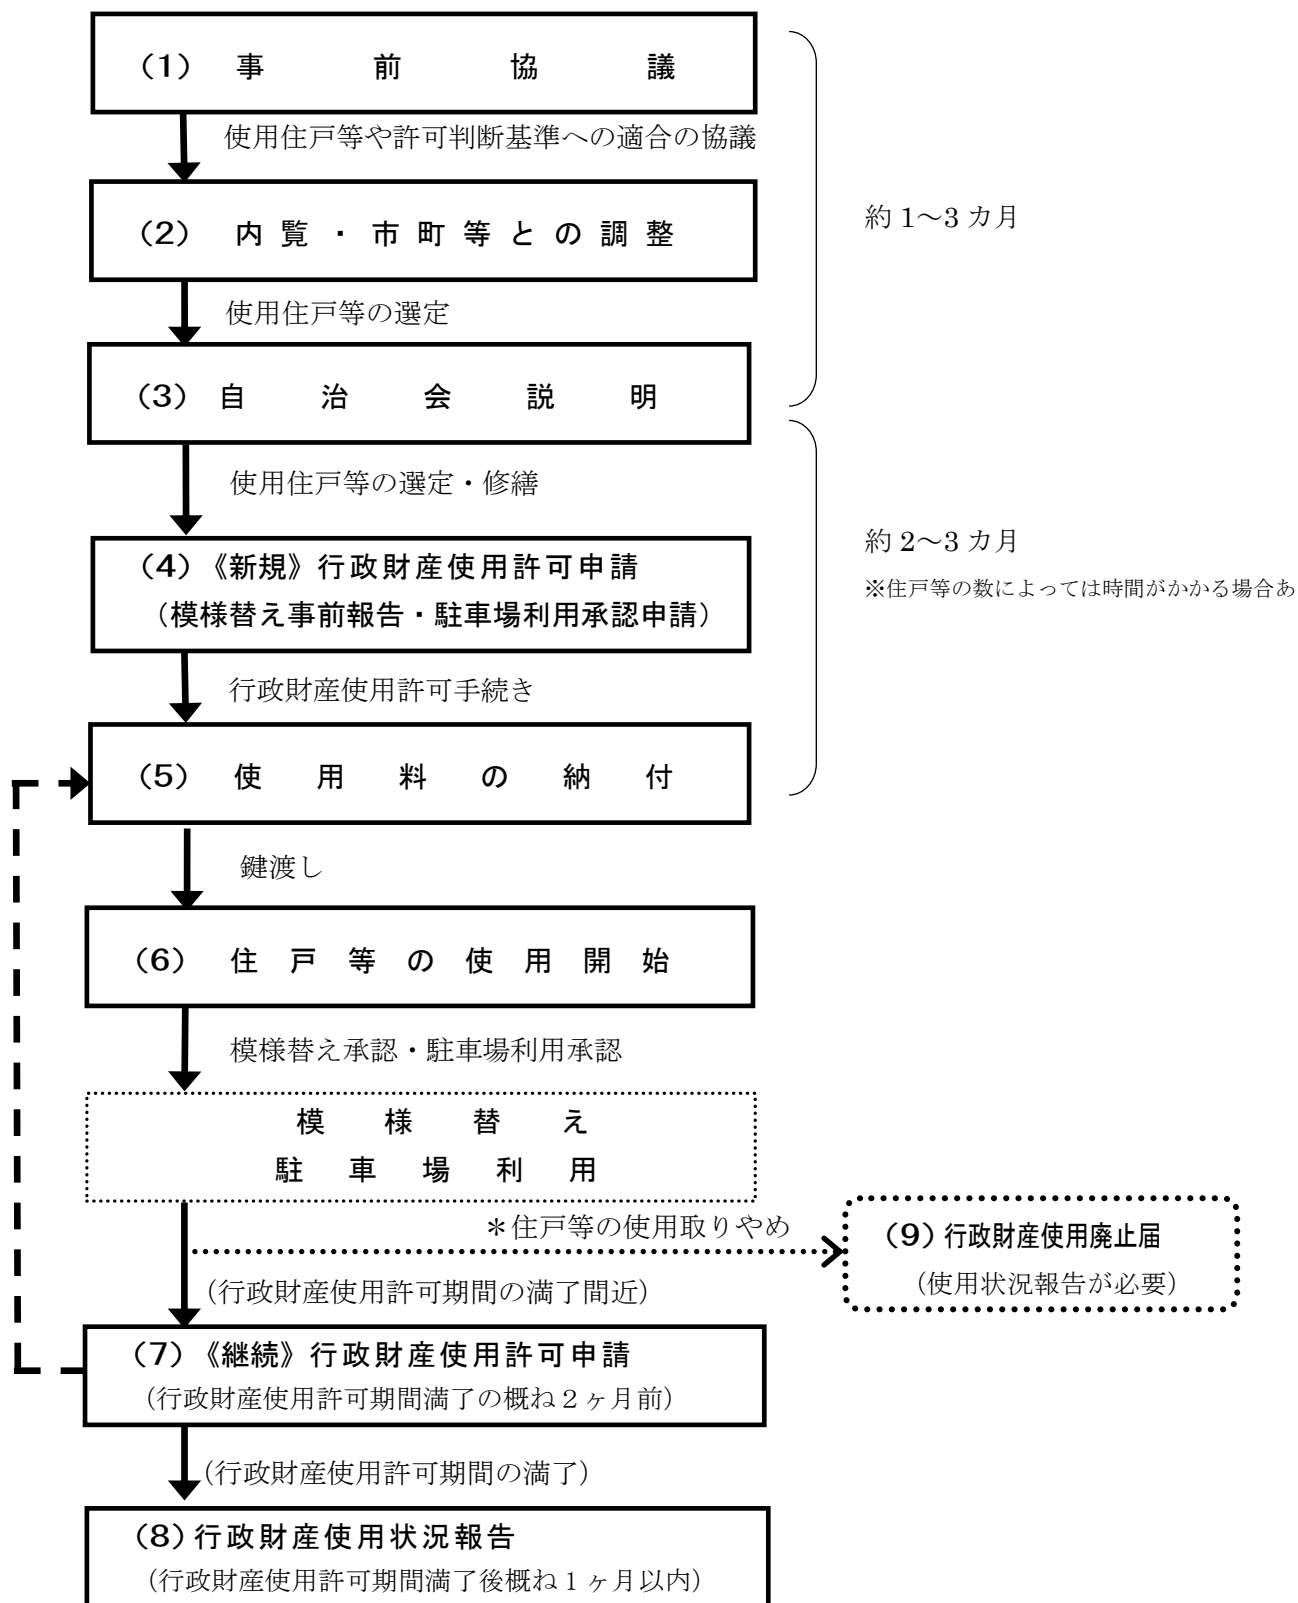 （1） 事前協議
使用住戸等や許可判断基準への適合の協議
（2） 内覧・市町等との調整
約 1～3 カ月
使用住戸等の選定
（3） 自治会説明
使用住戸等の選定・修繕
（4）《新規》行政財産使用許可申請
（模様替え事前報告・駐車場利用承認申請）
約 2～3 カ月
※住戸等の数によっては時間がかかる場合あ
行政財産使用許可手続き
（5） 使用料の納付
鍵渡し
（6） 住戸等の使用開始
模様替え承認・駐車場利用承認
模様替え
駐車場利用
＊住戸等の使用取りやめ
（9）行政財産使用廃止届
（使用状況報告が必要）
（行政財産使用許可期間の満了間近）
（7）《継続》行政財産使用許可申請
（行政財産使用許可期間満了の概ね２ヶ月前）
（行政財産使用許可期間の満了）
（8）行政財産使用状況報告
（行政財産使用許可期間満了後概ね１ヶ月以内）